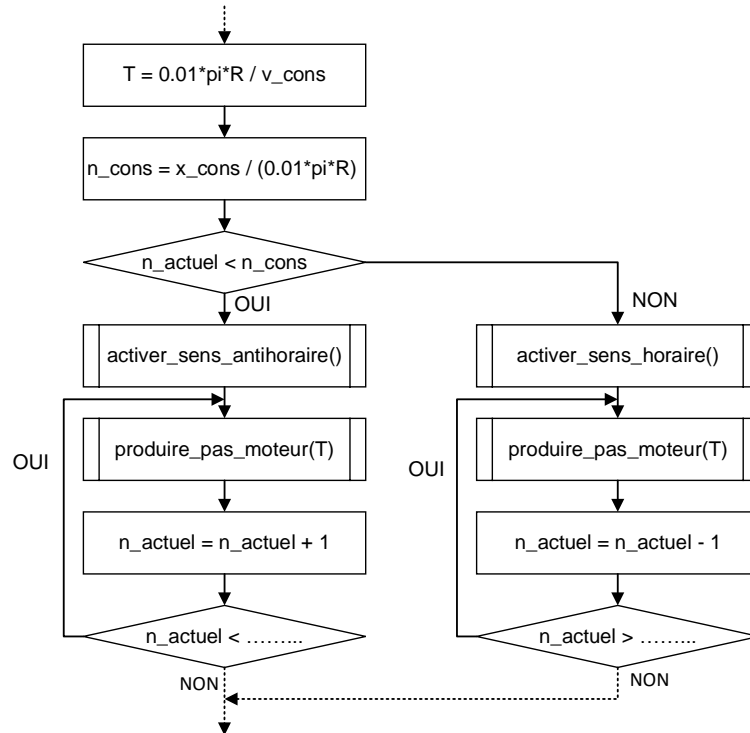 T = 0.01*pi*R / v_cons
n_cons = x_cons / (0.01*pi*R)
n_actuel < n_cons
OUI
NON
activer_sens_antihoraire()
activer_sens_horaire()
OUI
produire_pas_moteur(T)
OUI
produire_pas_moteur(T)
n_actuel = n_actuel + 1
n_actuel = n_actuel - 1
n_actuel < .........
n_actuel > .........
NON
NON